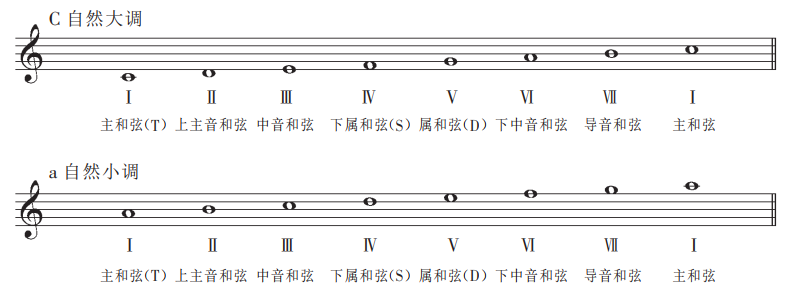 C 自然大调
Ⅰ Ⅱ Ⅲ Ⅳ Ⅴ Ⅵ Ⅶ Ⅰ
主和弦(T) 上主音和弦 中音和弦 下属和弦(S) 属和弦(D) 下中音和弦 导音和弦 主和弦
a 自然小调
Ⅰ Ⅱ Ⅲ Ⅳ Ⅴ Ⅵ Ⅶ Ⅰ
主和弦(T) 上主音和弦 中音和弦 下属和弦(S) 属和弦(D) 下中音和弦 导音和弦 主和弦